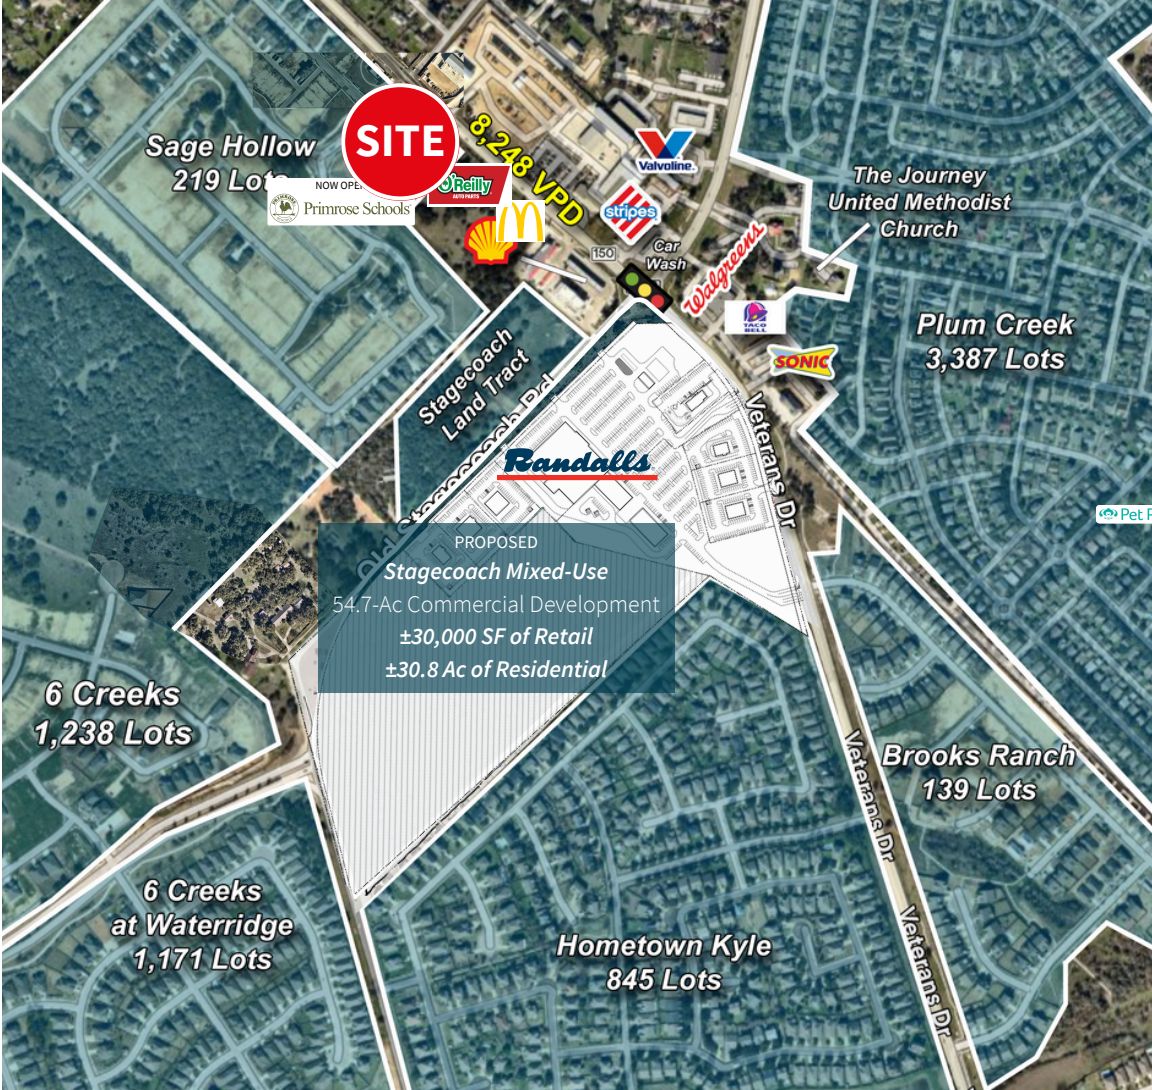 SITE
8,248 VPD
Sage Hollow
219 Lots
NOW OPEN
PRIMROSE
Primrose Schools
O'Reilly
AUTO PARTS
Valvoline
stripes
150
Car
Wash
Walgreens
The Journey
United Methodist
Church
TACO
BELL
SONIC
Plum Creek
3,387 Lots
Stagecoach
Land Tract
Old Stagecoach Rd
Randalls
Veterans Dr
Pet P
PROPOSED
Stagecoach Mixed-Use
54.7-Ac Commercial Development
±30,000 SF of Retail
±30.8 Ac of Residential
6 Creeks
1,238 Lots
Veterans Dr
Brooks Ranch
139 Lots
6 Creeks
at Waterridge
1,171 Lots
Hometown Kyle
845 Lots
Veterans Dr